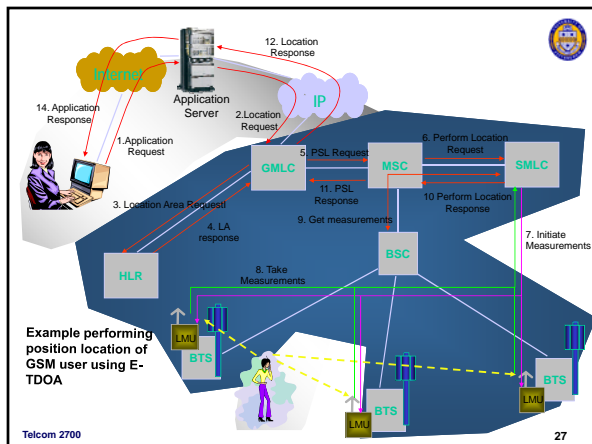 12. Location
Response
Internet
Application
Server
IP
14. Application
Response
1.Application
Request
2.Location
Request
5. PSL Request
6. Perform Location
Request
GMLC
MSC
SMLC
11. PSL
Response
10 Perform Location
Response
3. Location Area Requestl
4. LA
response
9. Get measurements
7. Initiate
Measurements
HLR
BSC
8. Take
Measurements
Example performing
position location of
GSM user using E-
TDOA
LMU
BTS
LMU
BTS
LMU
BTS
Telcom 2700
27